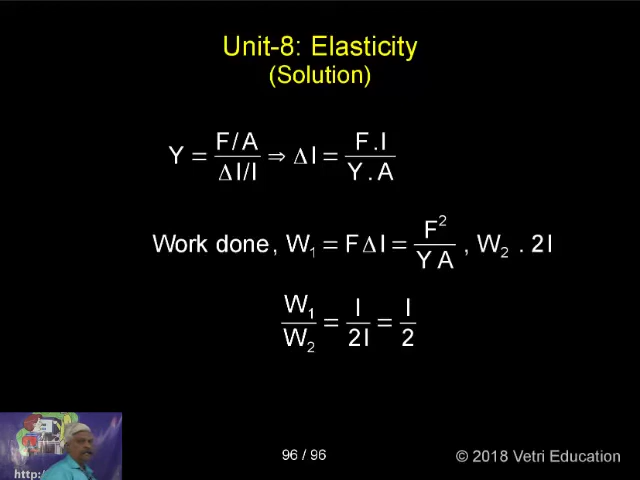 Unit-8: Elasticity
(Solution)
Y = F/A / Δl/l ⇒ Δl = F.l / Y.A
Work done, W₁ = F Δl = F² / Y A , W₂ . 2l
W₁ / W₂ = l / 2l = l / 2
http:/
96 / 96
© 2018 Vetri Education